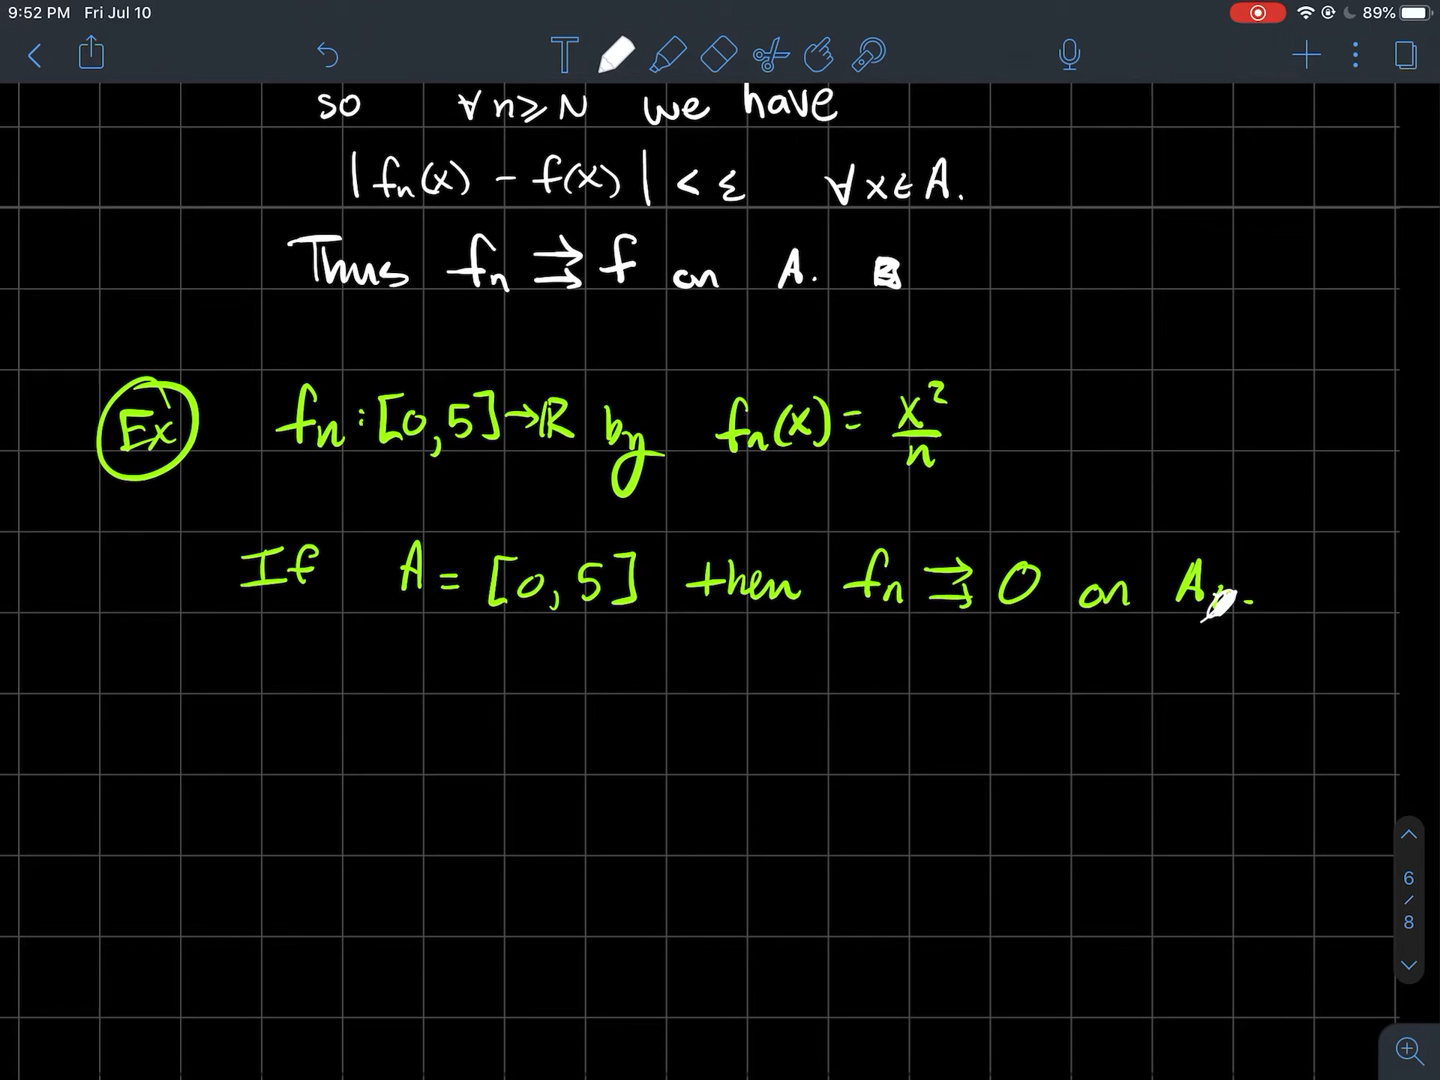 9:52 PM Fri Jul 10
89%
so ∀ n ≥ N we have
| fn(x) - f(x) | < ε ∀ x ∈ A.
Thus fn ⇉ f on A.
Ex fn : [0, 5] → ℝ by fn(x) = x²/n
If A = [0, 5] then fn ⇉ 0 on A.
6
/
8